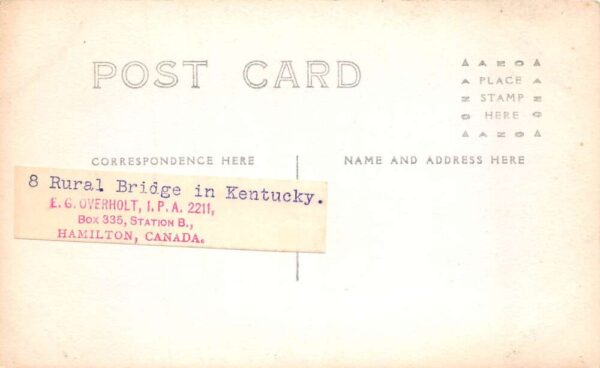 POST CARD
▲ A Z O ▲
PLACE
STAMP
HERE
▲ A Z O ▲
CORRESPONDENCE HERE
NAME AND ADDRESS HERE
8 Rural Bridge in Kentucky.
E. G. OVERHOLT, I. P. A. 2211,
BOX 335, STATION B.,
HAMILTON, CANADA.